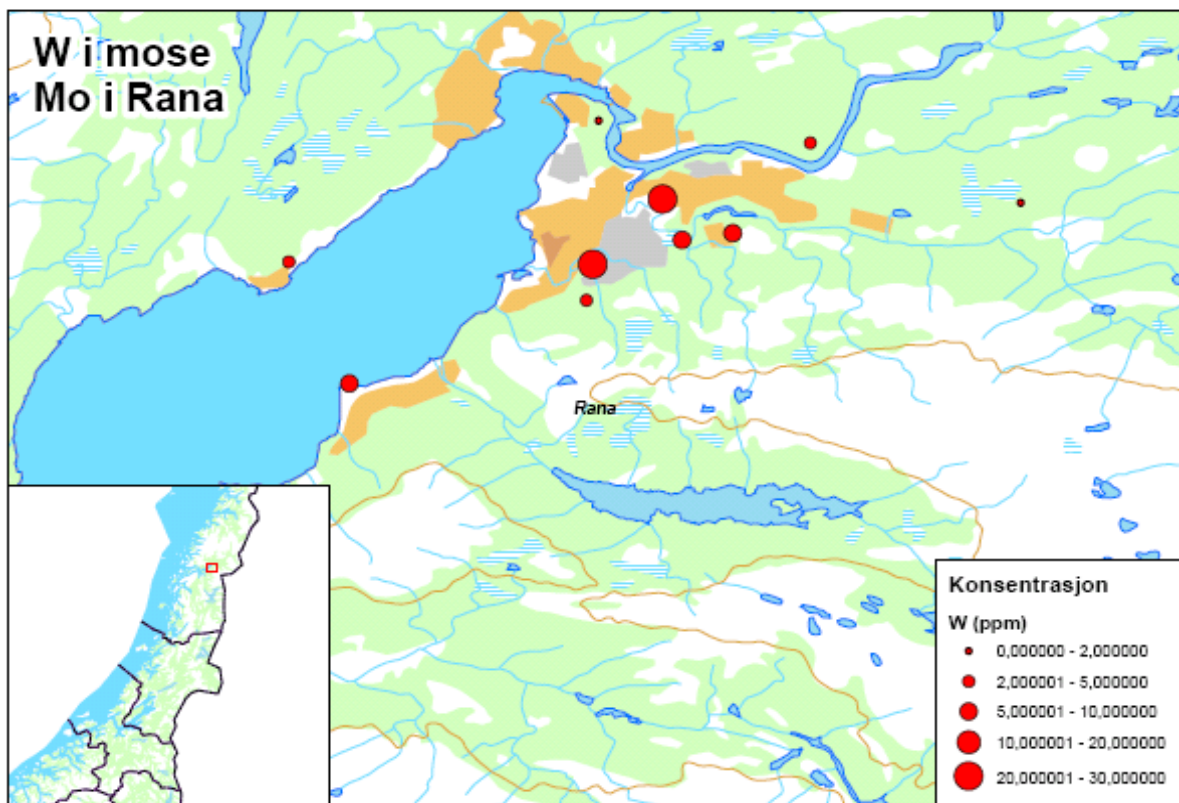 W i mose
Mo i Rana
Rana
Konsentrasjon
W (ppm)
0,000000 - 2,000000
2,000001 - 5,000000
5,000001 - 10,000000
10,000001 - 20,000000
20,000001 - 30,000000